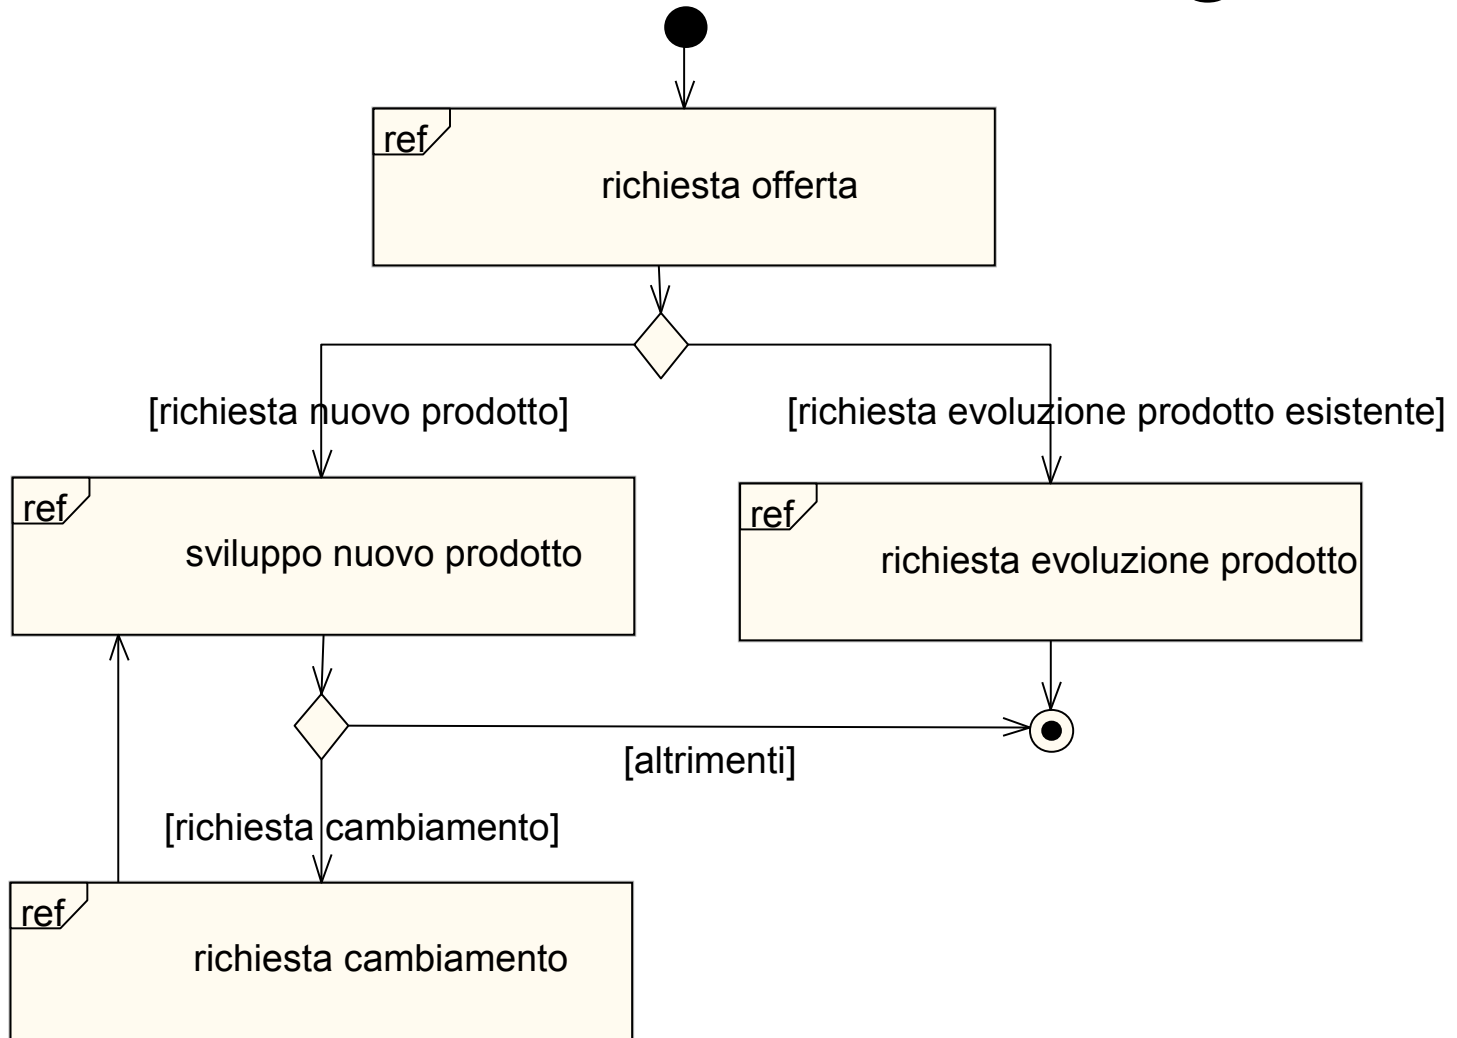 ref
richiesta offerta
[richiesta nuovo prodotto]
[richiesta evoluzione prodotto esistente]
ref
sviluppo nuovo prodotto
ref
richiesta evoluzione prodotto
[altrimenti]
[richiesta cambiamento]
ref
richiesta cambiamento